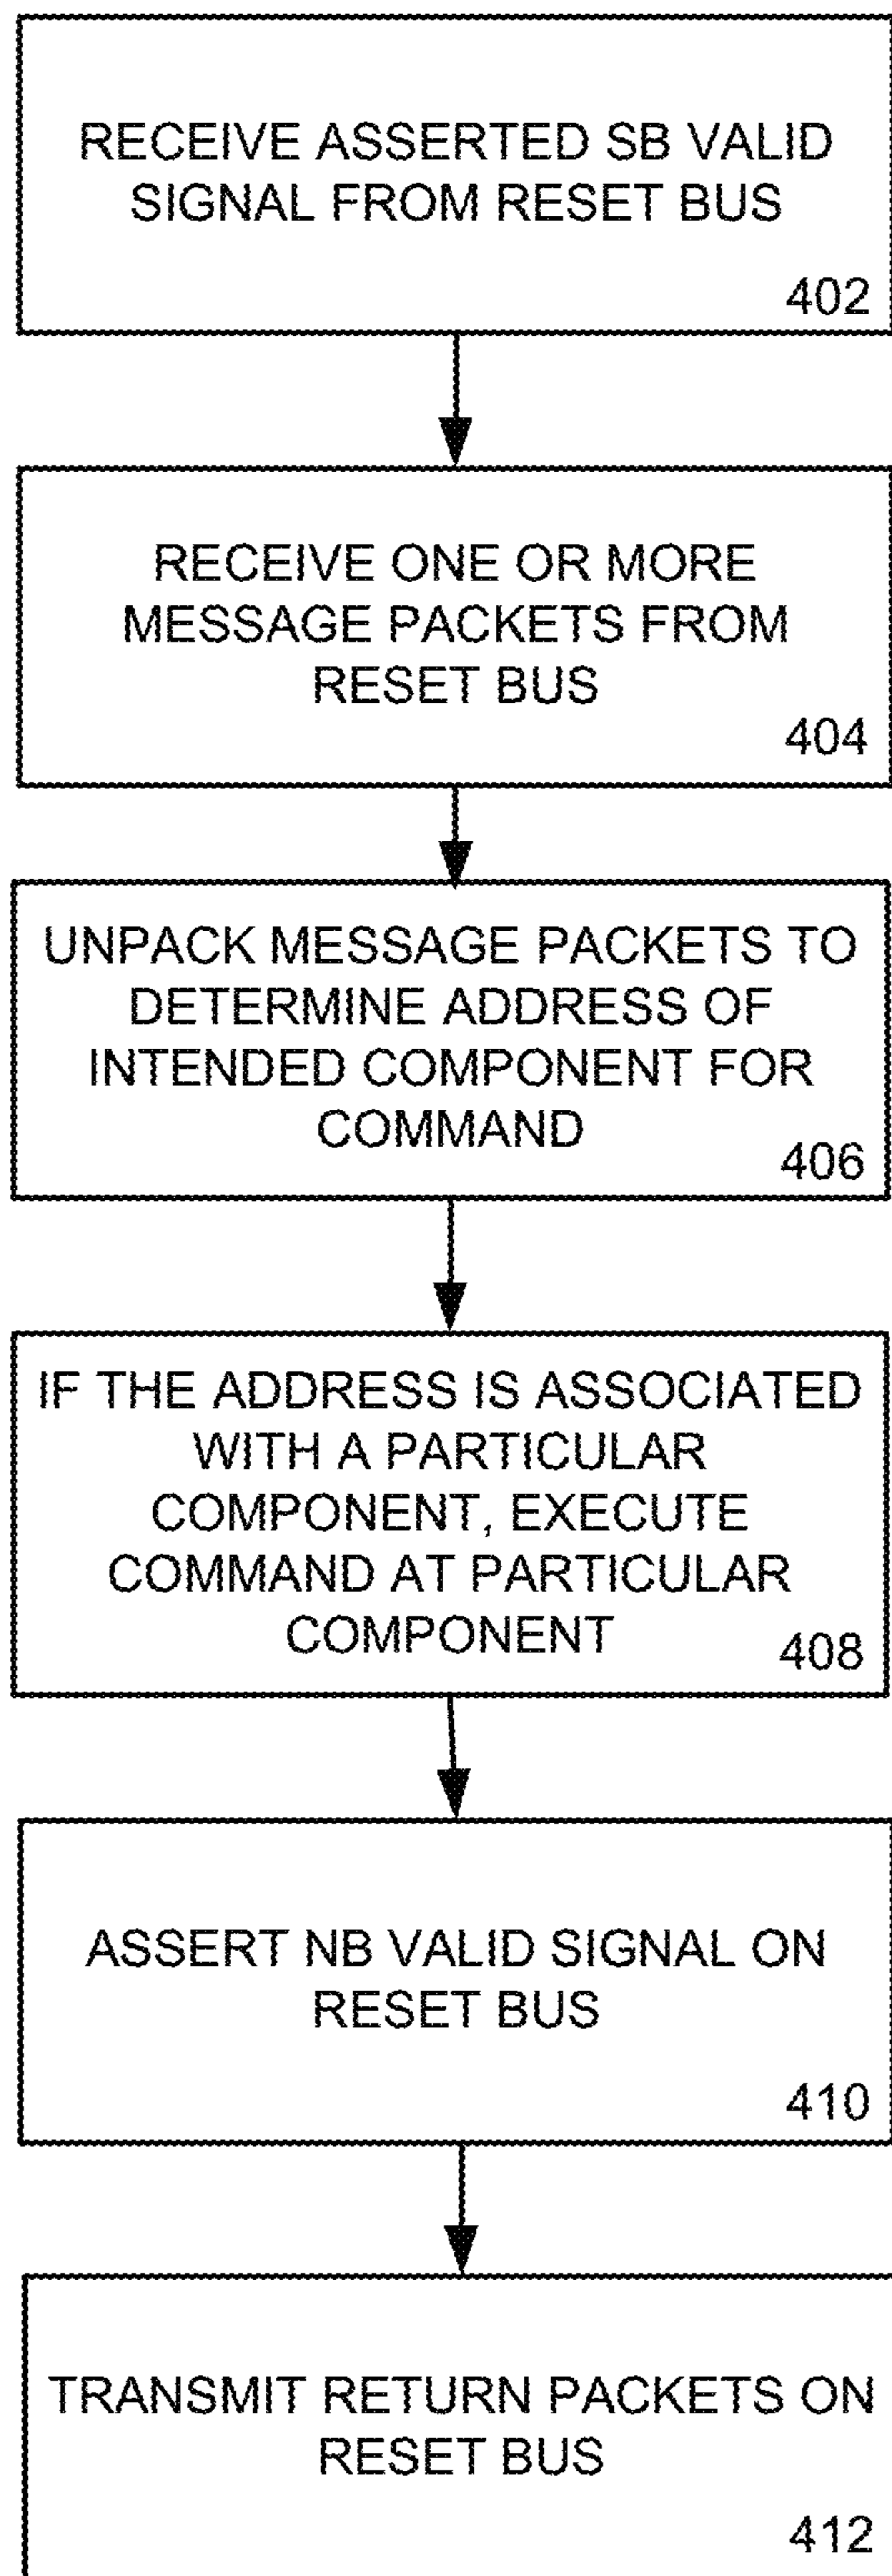 RECEIVE ASSERTED SB VALID
SIGNAL FROM RESET BUS
402
RECEIVE ONE OR MORE
MESSAGE PACKETS FROM
RESET BUS
404
UNPACK MESSAGE PACKETS TO
DETERMINE ADDRESS OF
INTENDED COMPONENT FOR
COMMAND
406
IF THE ADDRESS IS ASSOCIATED
WITH A PARTICULAR
COMPONENT, EXECUTE
COMMAND AT PARTICULAR
COMPONENT
408
ASSERT NB VALID SIGNAL ON
RESET BUS
410
TRANSMIT RETURN PACKETS ON
RESET BUS
412